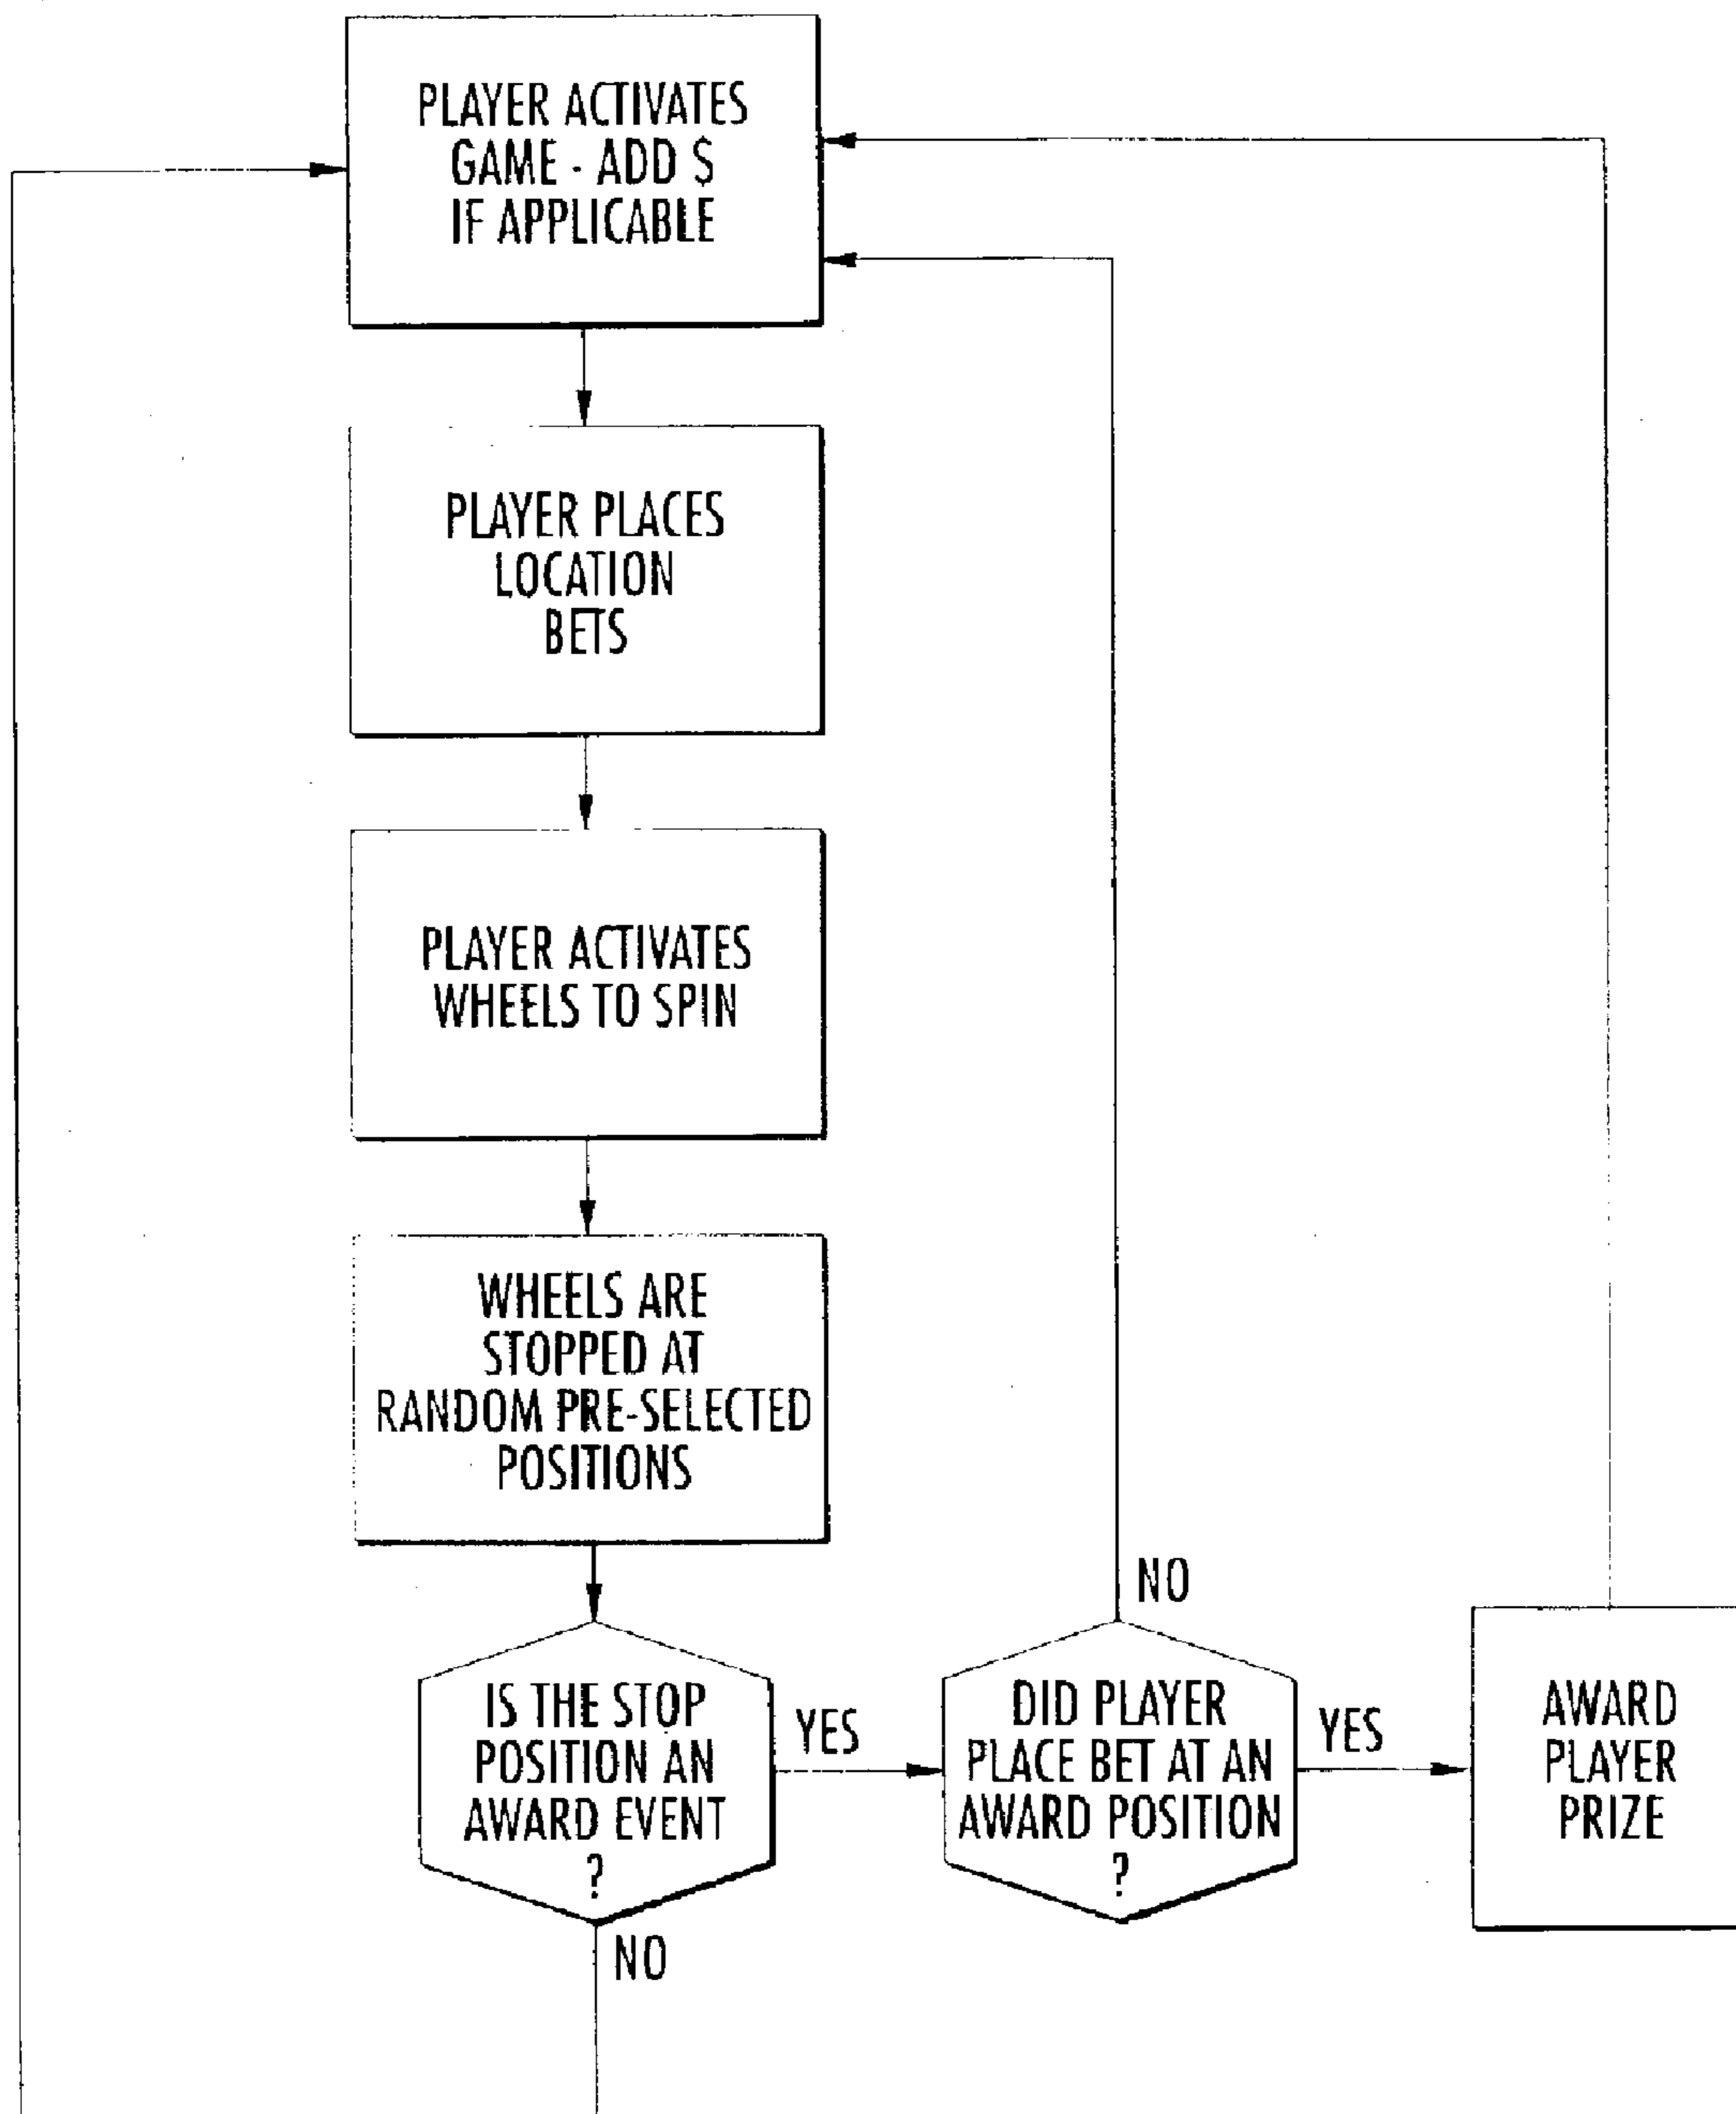 PLAYER ACTIVATES
GAME - ADD $
IF APPLICABLE
PLAYER PLACES
LOCATION
BETS
PLAYER ACTIVATES
WHEELS TO SPIN
WHEELS ARE
STOPPED AT
RANDOM PRE-SELECTED
POSITIONS
IS THE STOP
POSITION AN
AWARD EVENT
?
YES
NO
DID PLAYER
PLACE BET AT AN
AWARD POSITION
?
NO
YES
AWARD
PLAYER
PRIZE